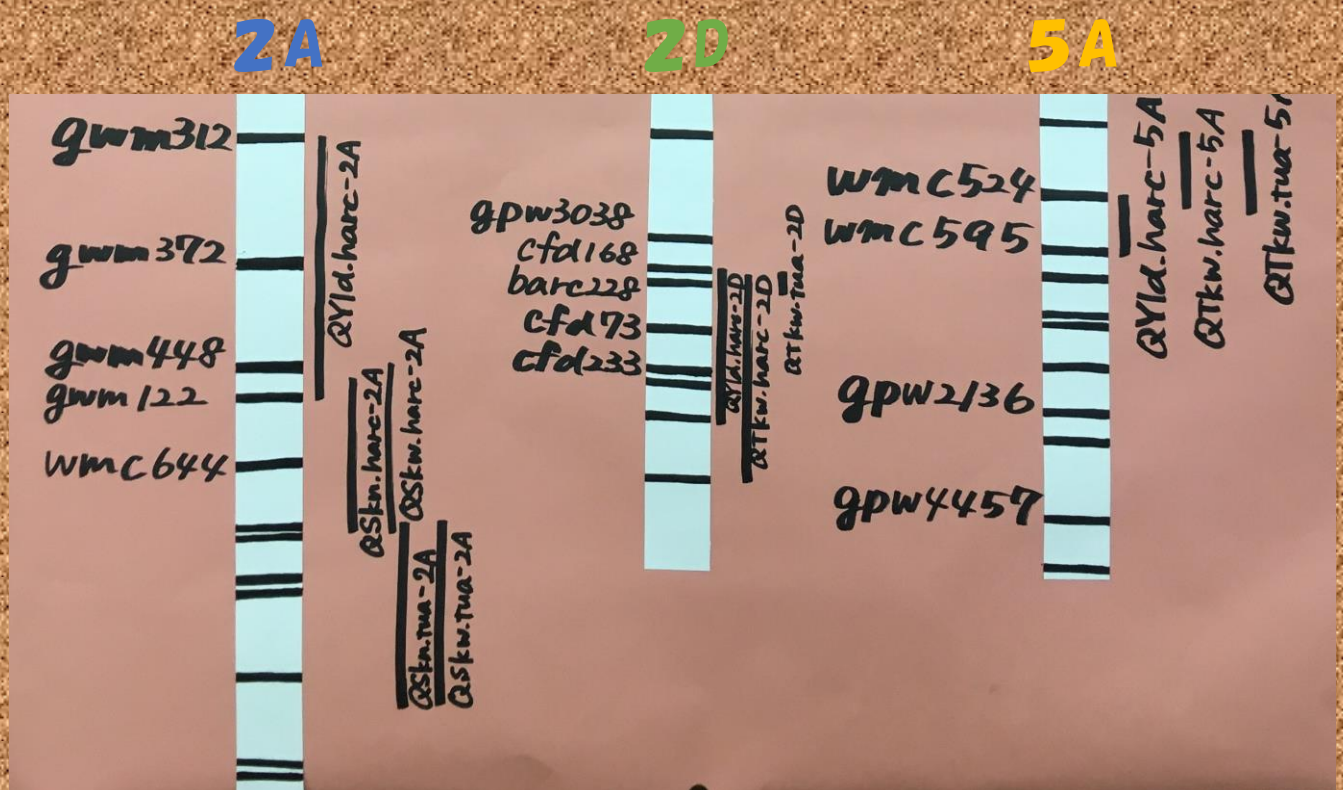 2A
2D
5A
gwm312
gwm372
gwm448
gwm122
wmc644
QYld.harc-2A
QSkn.harc-2A
QSkw.harc-2A
QSkn.tua-2A
QSkw.tua-2A
gpw3038
cfd168
barc228
cfd73
cfd233
QYld.harc-2D
QTkw.harc-2D
QTkw.tua-2D
wmc524
wmc595
gpw2136
gpw4457
QYld.harc-5A
QTkw.harc-5A
QTkw.tua-5A